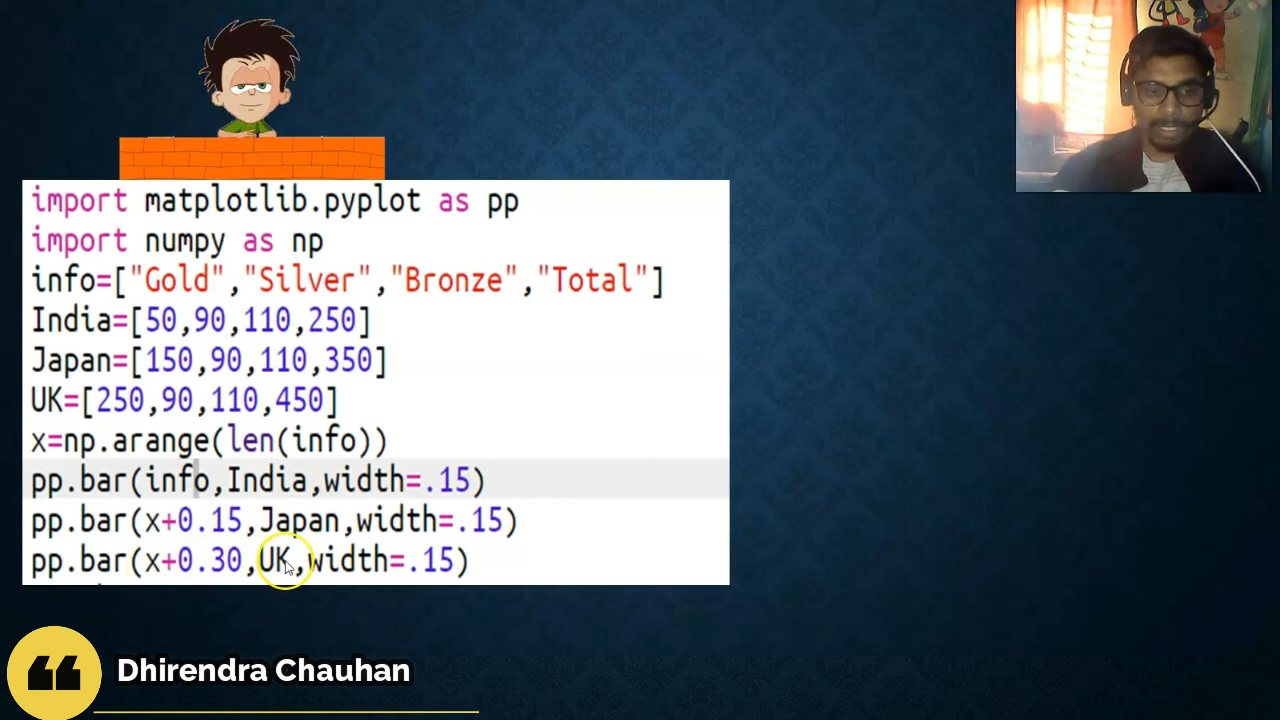 import matplotlib.pyplot as pp
import numpy as np
info=["Gold","Silver","Bronze","Total"]
India=[50,90,110,250]
Japan=[150,90,110,350]
UK=[250,90,110,450]
x=np.arange(len(info))
pp.bar(info,India,width=.15)
pp.bar(x+0.15,Japan,width=.15)
pp.bar(x+0.30,UK,width=.15)
Dhirendra Chauhan